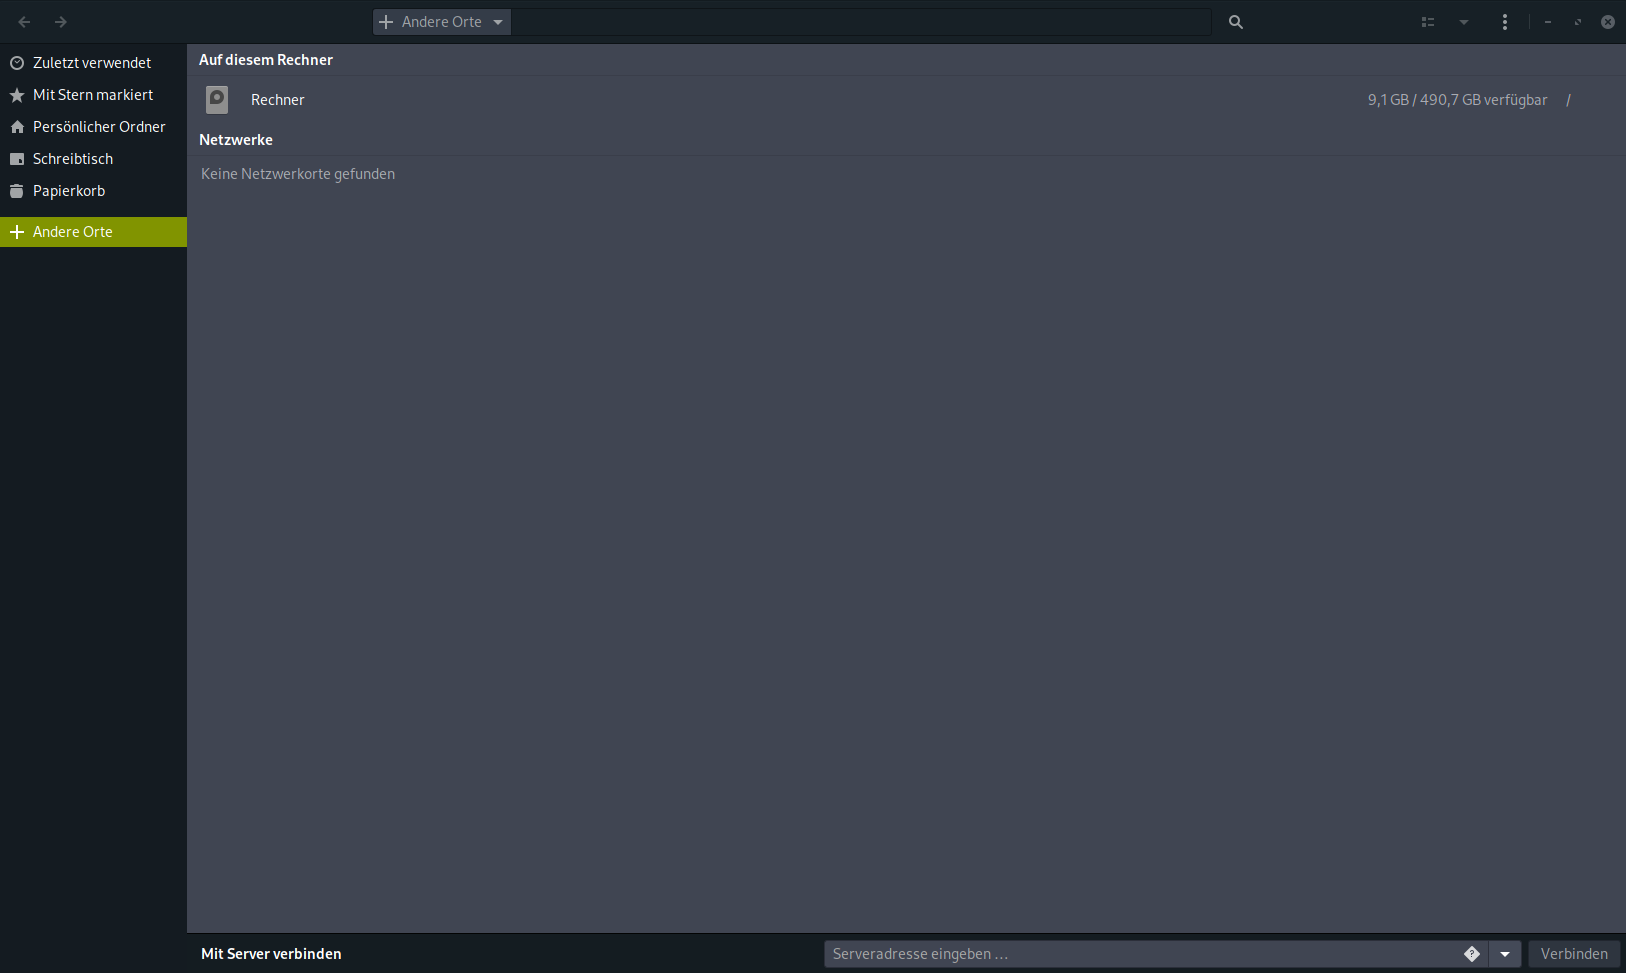 Andere Orte
Zuletzt verwendet
Mit Stern markiert
Persönlicher Ordner
Schreibtisch
Papierkorb
Andere Orte
Auf diesem Rechner
Rechner 9,1 GB / 490,7 GB verfügbar /
Netzwerke
Keine Netzwerkorte gefunden
Mit Server verbinden Serveradresse eingeben … Verbinden